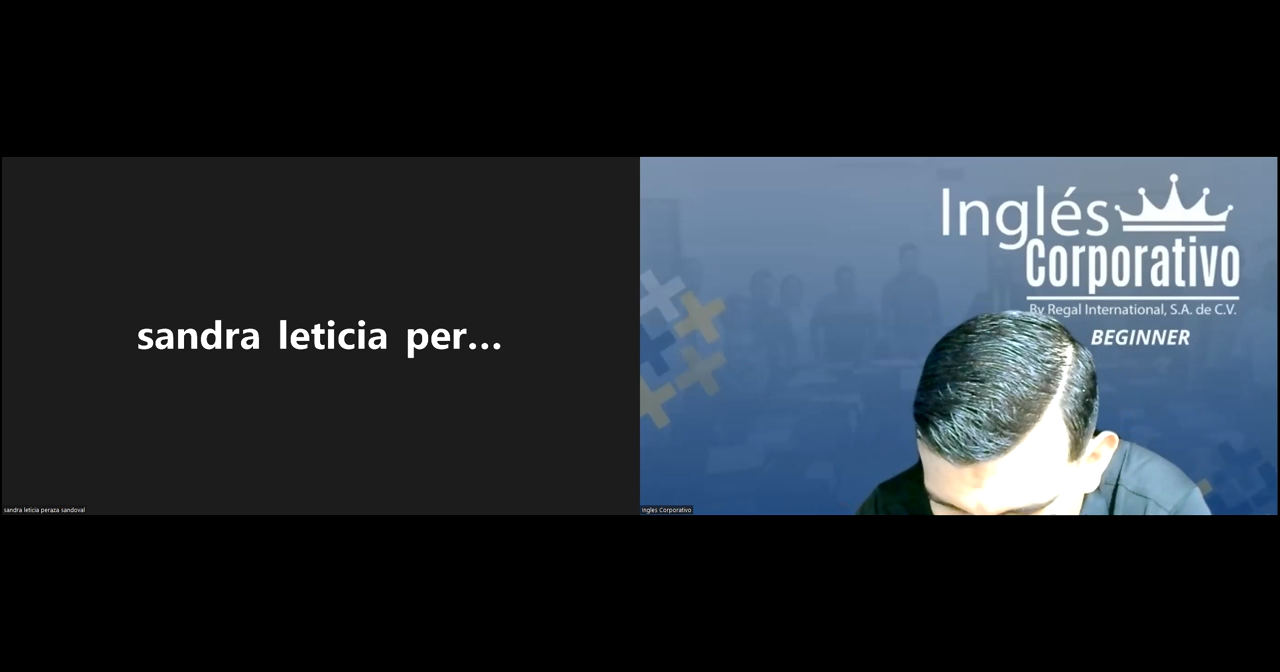 sandra leticia per...
sandra leticia peraza sandoval
Inglés
Corporativo
By Regal International, S.A. de C.V.
BEGINNER
Ingles Corporativo